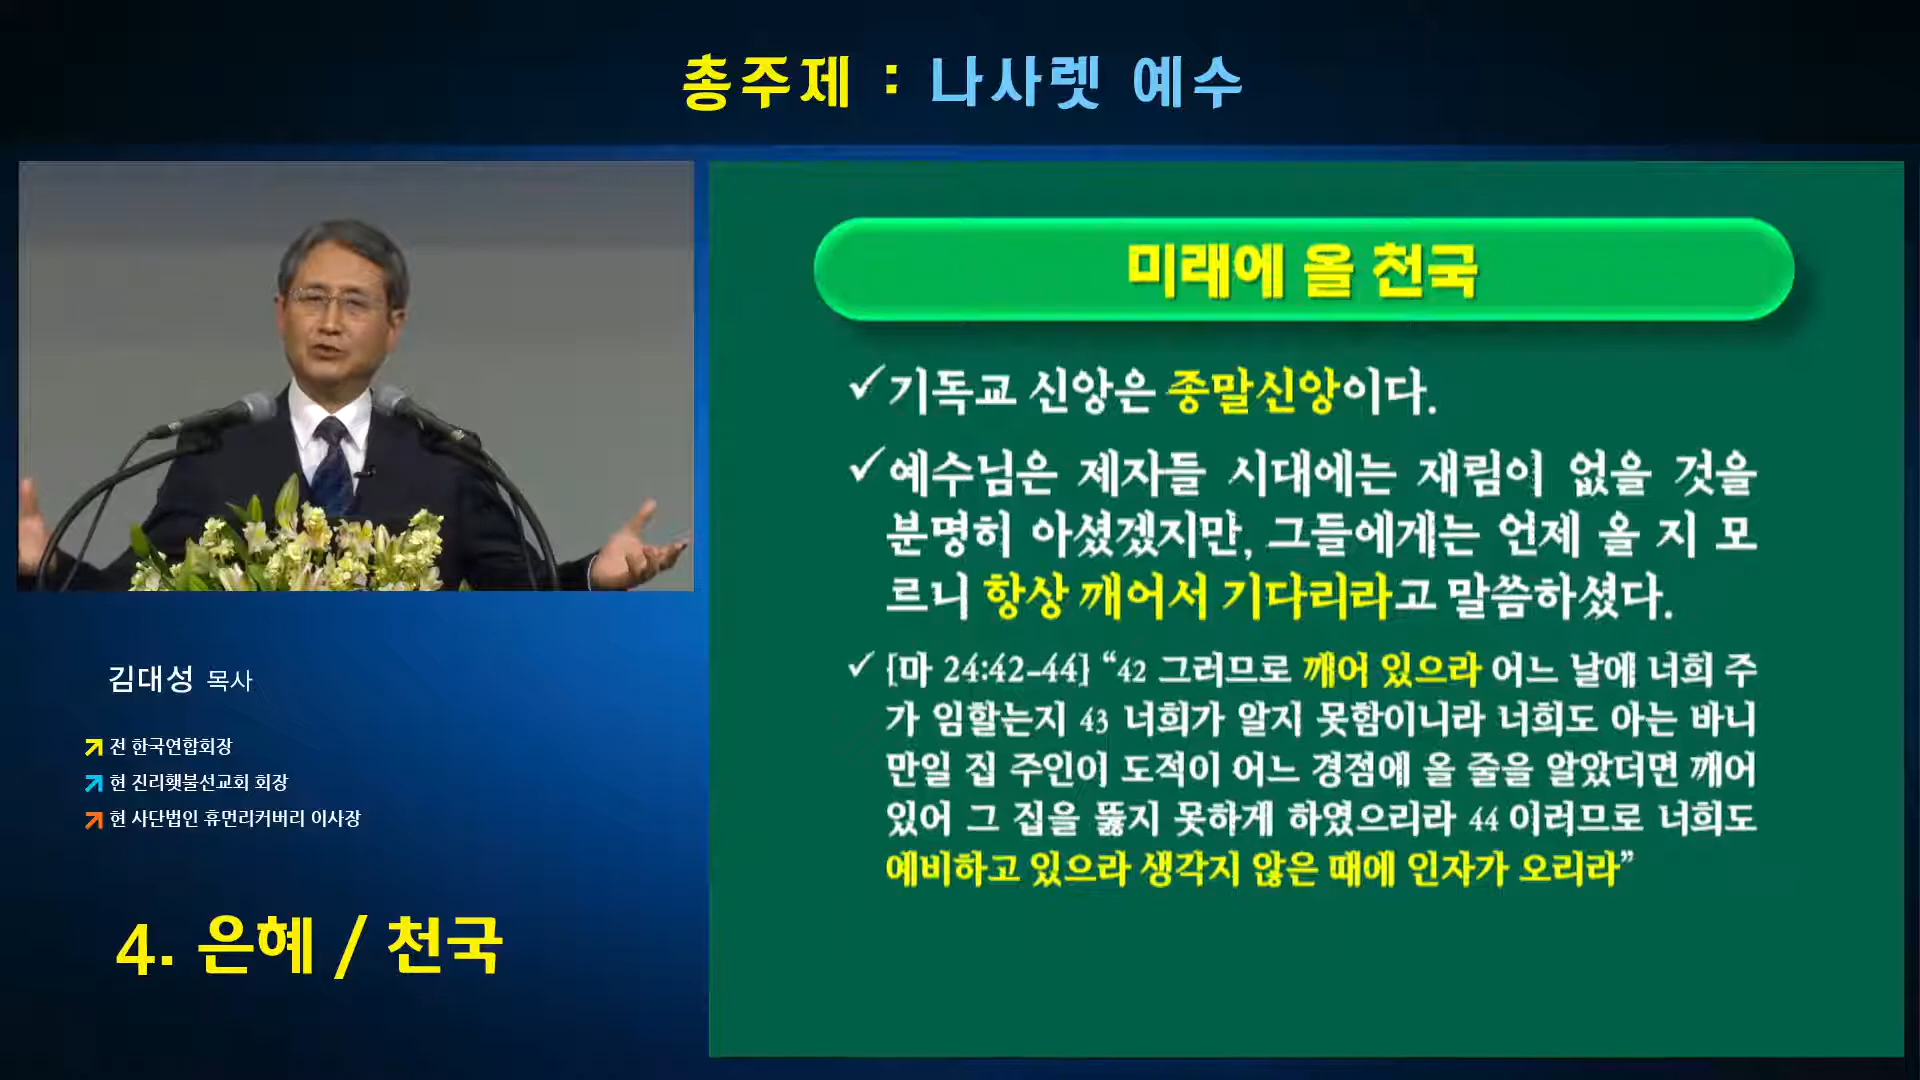 총주제 : 나사렛 예수
미래에 올 천국
✓기독교 신앙은 종말신앙이다.
✓예수님은 제자들 시대에는 재림이 없을 것을
분명히 아셨겠지만, 그들에게는 언제 올 지 모
르니 항상 깨어서 기다리라고 말씀하셨다.
✓ [마 24:42-44] “42 그러므로 깨어 있으라 어느 날에 너희 주
가 임할는지 43 너희가 알지 못함이니라 너희도 아는 바니
만일 집 주인이 도적이 어느 경점에 올 줄을 알았더면 깨어
있어 그 집을 뚫지 못하게 하였으리라 44 이러므로 너희도
예비하고 있으라 생각지 않은 때에 인자가 오리라”
김대성 목사
전 한국연합회장
현 진리횃불선교회 회장
현 사단법인 휴먼리커버리 이사장
4. 은혜 / 천국